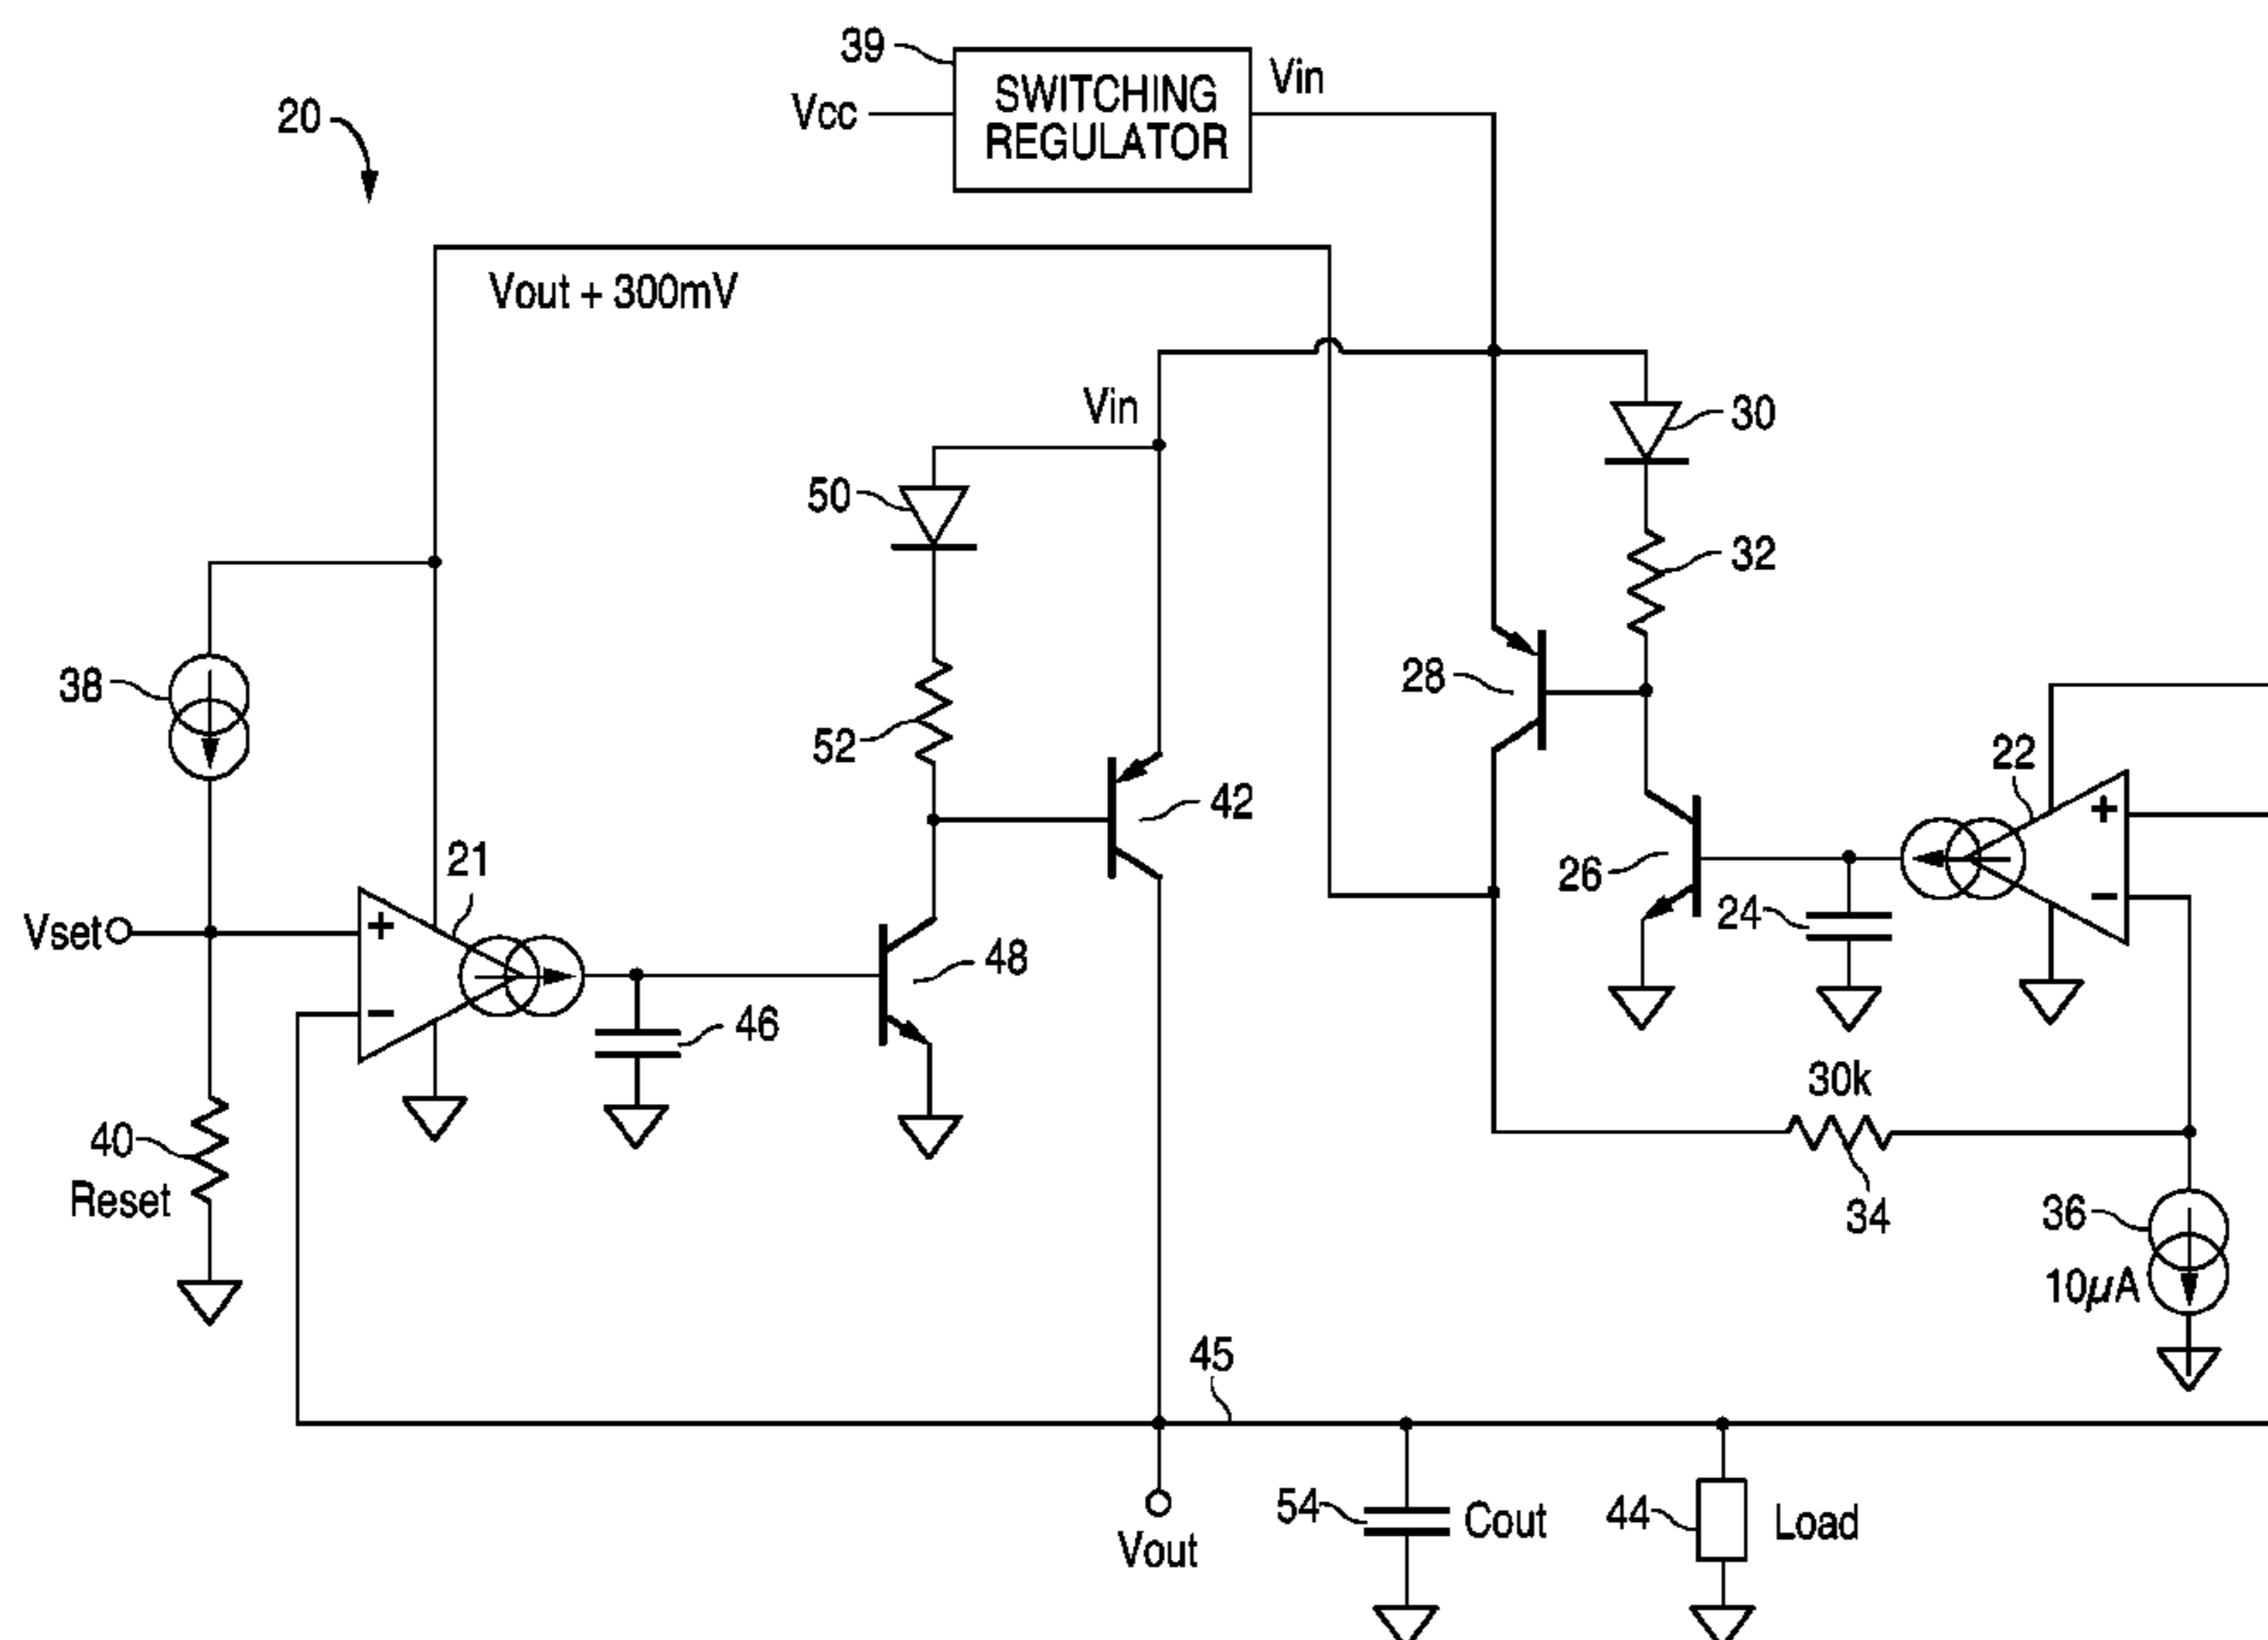 39
SWITCHING
REGULATOR
Vin
Vcc
20
Vout + 300mV
Vin
30
50
32
28
38
52
42
22
+
-
21
26
24
Vset
+
-
48
46
30k
40
Reset
34
36
10µA
45
54
Cout
44
Load
Vout